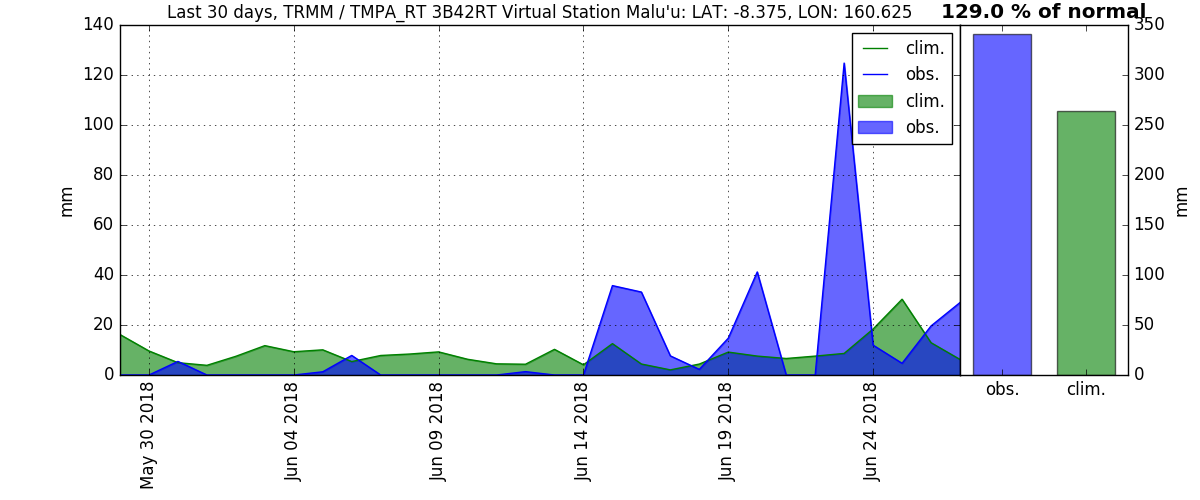 Last 30 days, TRMM / TMPA_RT 3B42RT Virtual Station Malu'u: LAT: -8.375, LON: 160.625
129.0 % of normal
140
120
100
80
60
40
20
0
mm
clim.
obs.
clim.
obs.
350
300
250
200
150
100
50
0
mm
obs.
clim.
May 30 2018
Jun 04 2018
Jun 09 2018
Jun 14 2018
Jun 19 2018
Jun 24 2018